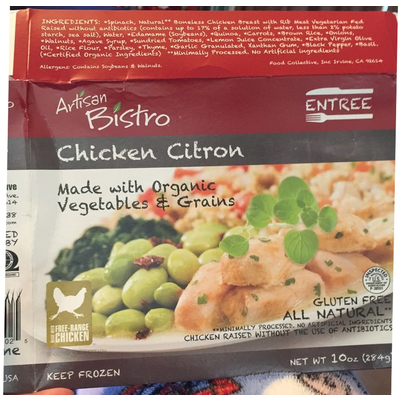 INGREDIENTS: *Spinach, Natural** Boneless Chicken Breast with Rib Meat Vegetarian Fed
Raised without antibiotics (contains up to 17% of a solution of water, less than 2% potato
starch, sea salt), Water, *Edamame (Soybeans), *Quinoa, *Carrots, *Brown Rice, *Onions,
*Walnuts, *Agave Syrup, *Sundried Tomatoes, *Lemon Juice Concentrate, *Extra Virgin Olive
Oil, *Rice Flour, *Parsley, *Thyme, *Garlic Granulated, Xanthan Gum, *Black Pepper, *Basil.
(*Certified Organic Ingredients) **Minimally Processed, No Artificial Ingredients
Allergens: Contains Soybeans & Walnuts.
Food Collective, Inc Irvine, CA 92614
Artisan
Bistro
ENTREE
Chicken Citron
Made with Organic
Vegetables & Grains
INSPECTED
FREE-RANGE
CHICKEN
GLUTEN FREE
ALL NATURAL**
**MINIMALLY PROCESSED, NO ARTIFICIAL INGREDIENTS
CHICKEN RAISED WITHOUT THE USE OF ANTIBIOTICS
KEEP FROZEN
NET WT 10oz (284g)
USA